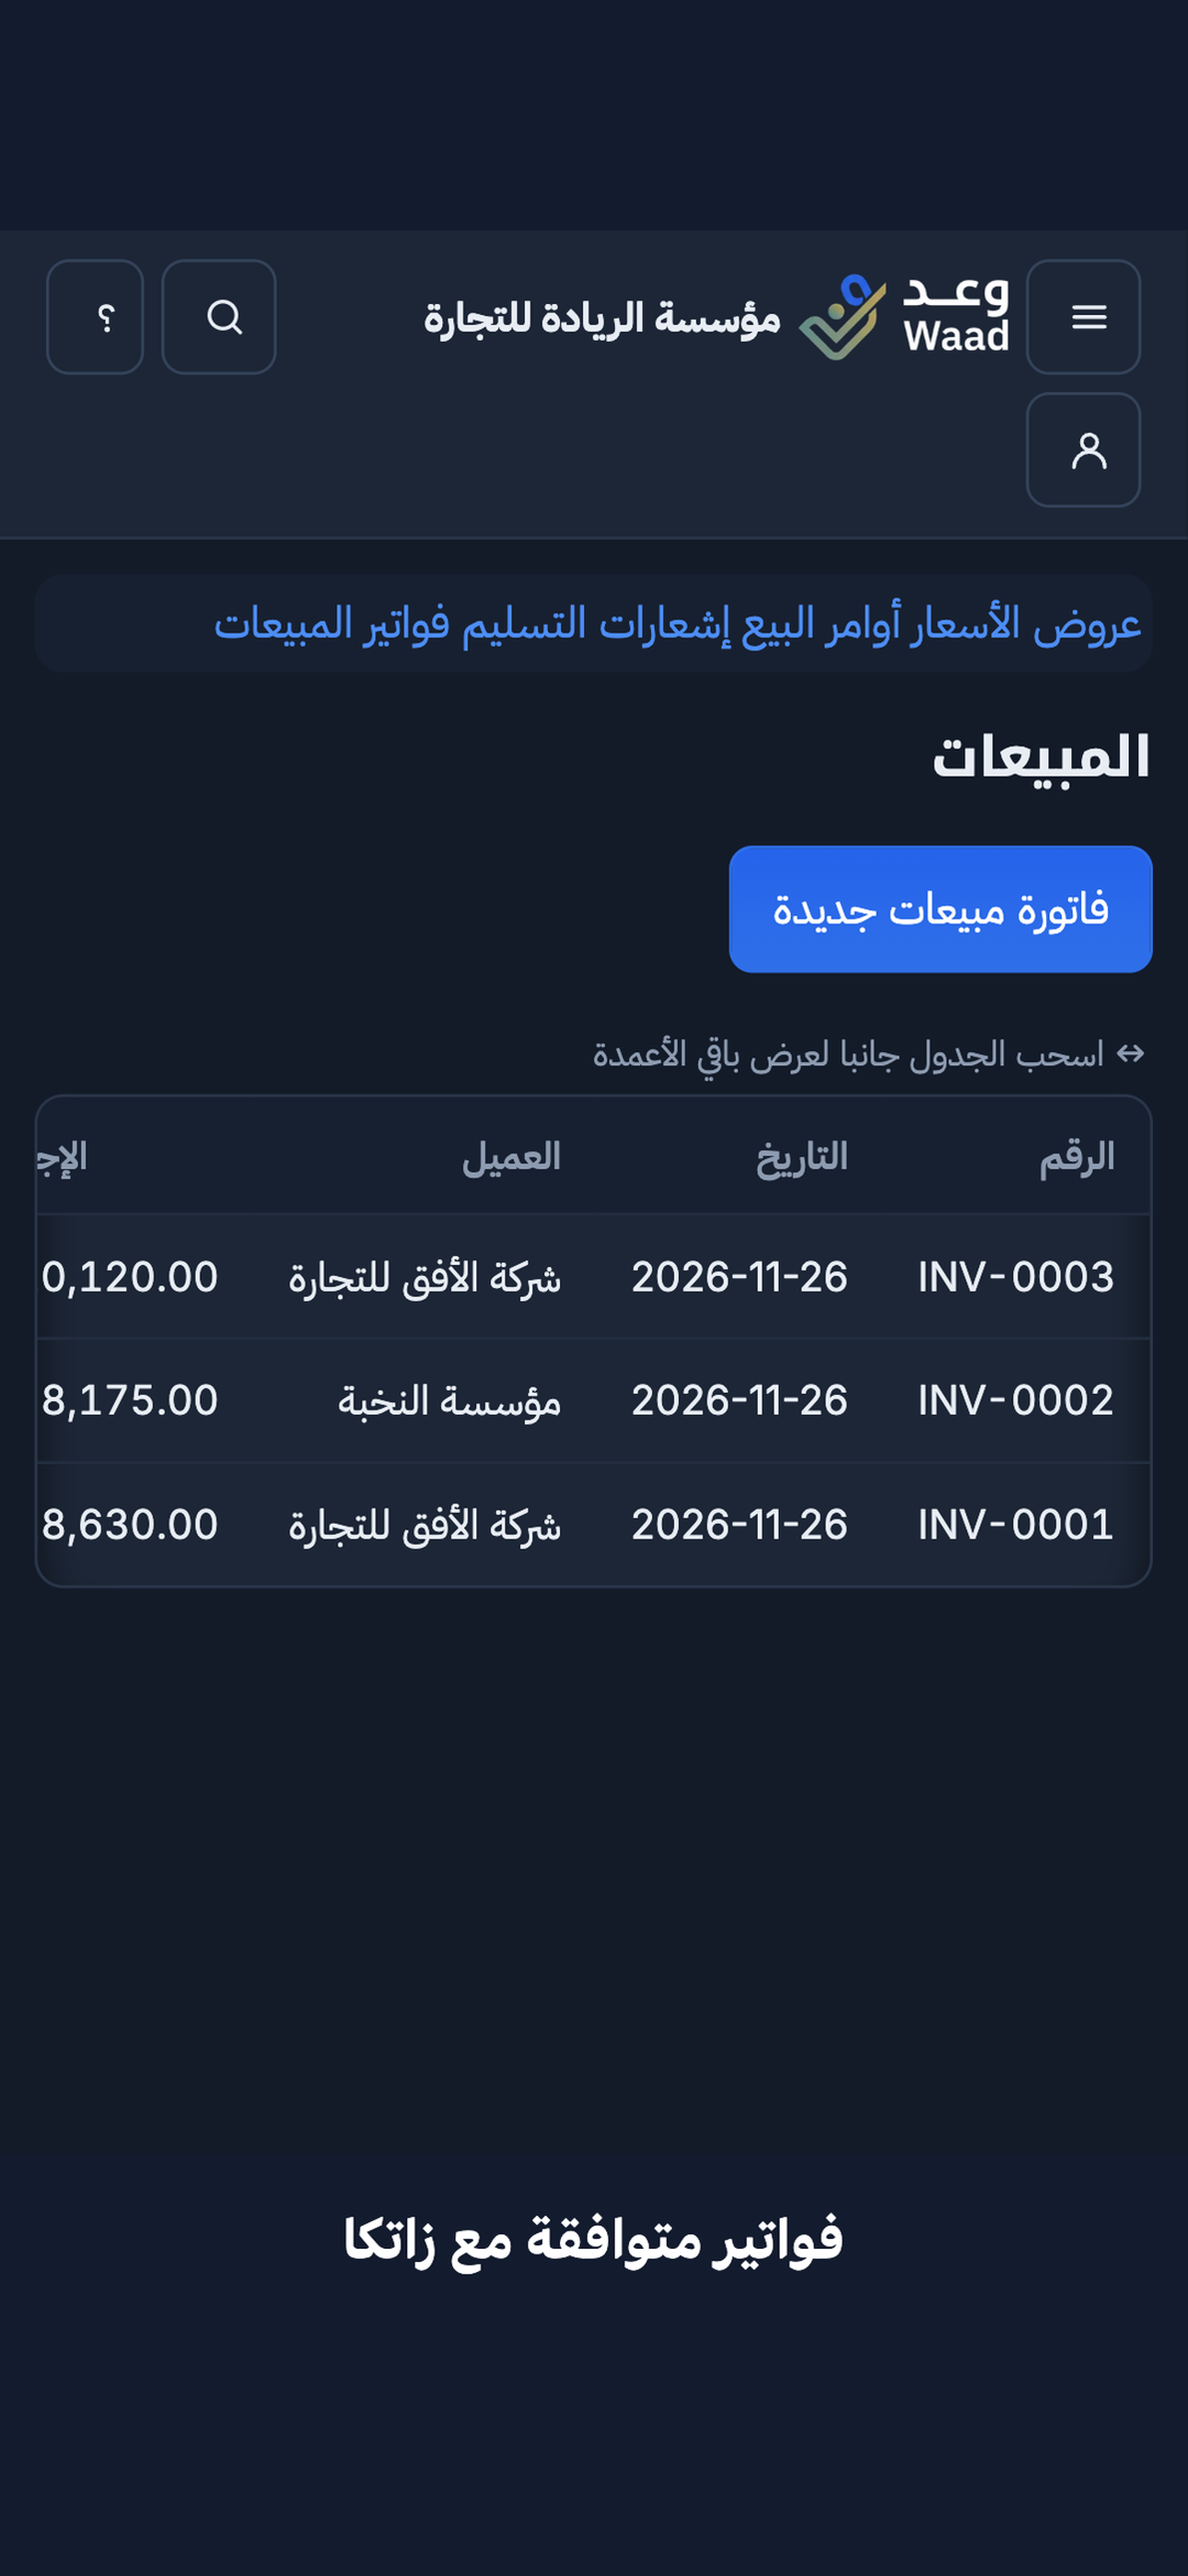 وعـد
Waad
مؤسسة الريادة للتجارة
؟
عروض الأسعار أوامر البيع إشعارات التسليم فواتير المبيعات
المبيعات
فاتورة مبيعات جديدة
↔ اسحب الجدول جانبا لعرض باقي الأعمدة
الرقم التاريخ العميل
INV-0003 2026-11-26 شركة الأفق للتجارة 0,120.00
INV-0002 2026-11-26 مؤسسة النخبة 8,175.00
INV-0001 2026-11-26 شركة الأفق للتجارة 8,630.00
فواتير متوافقة مع زاتكا